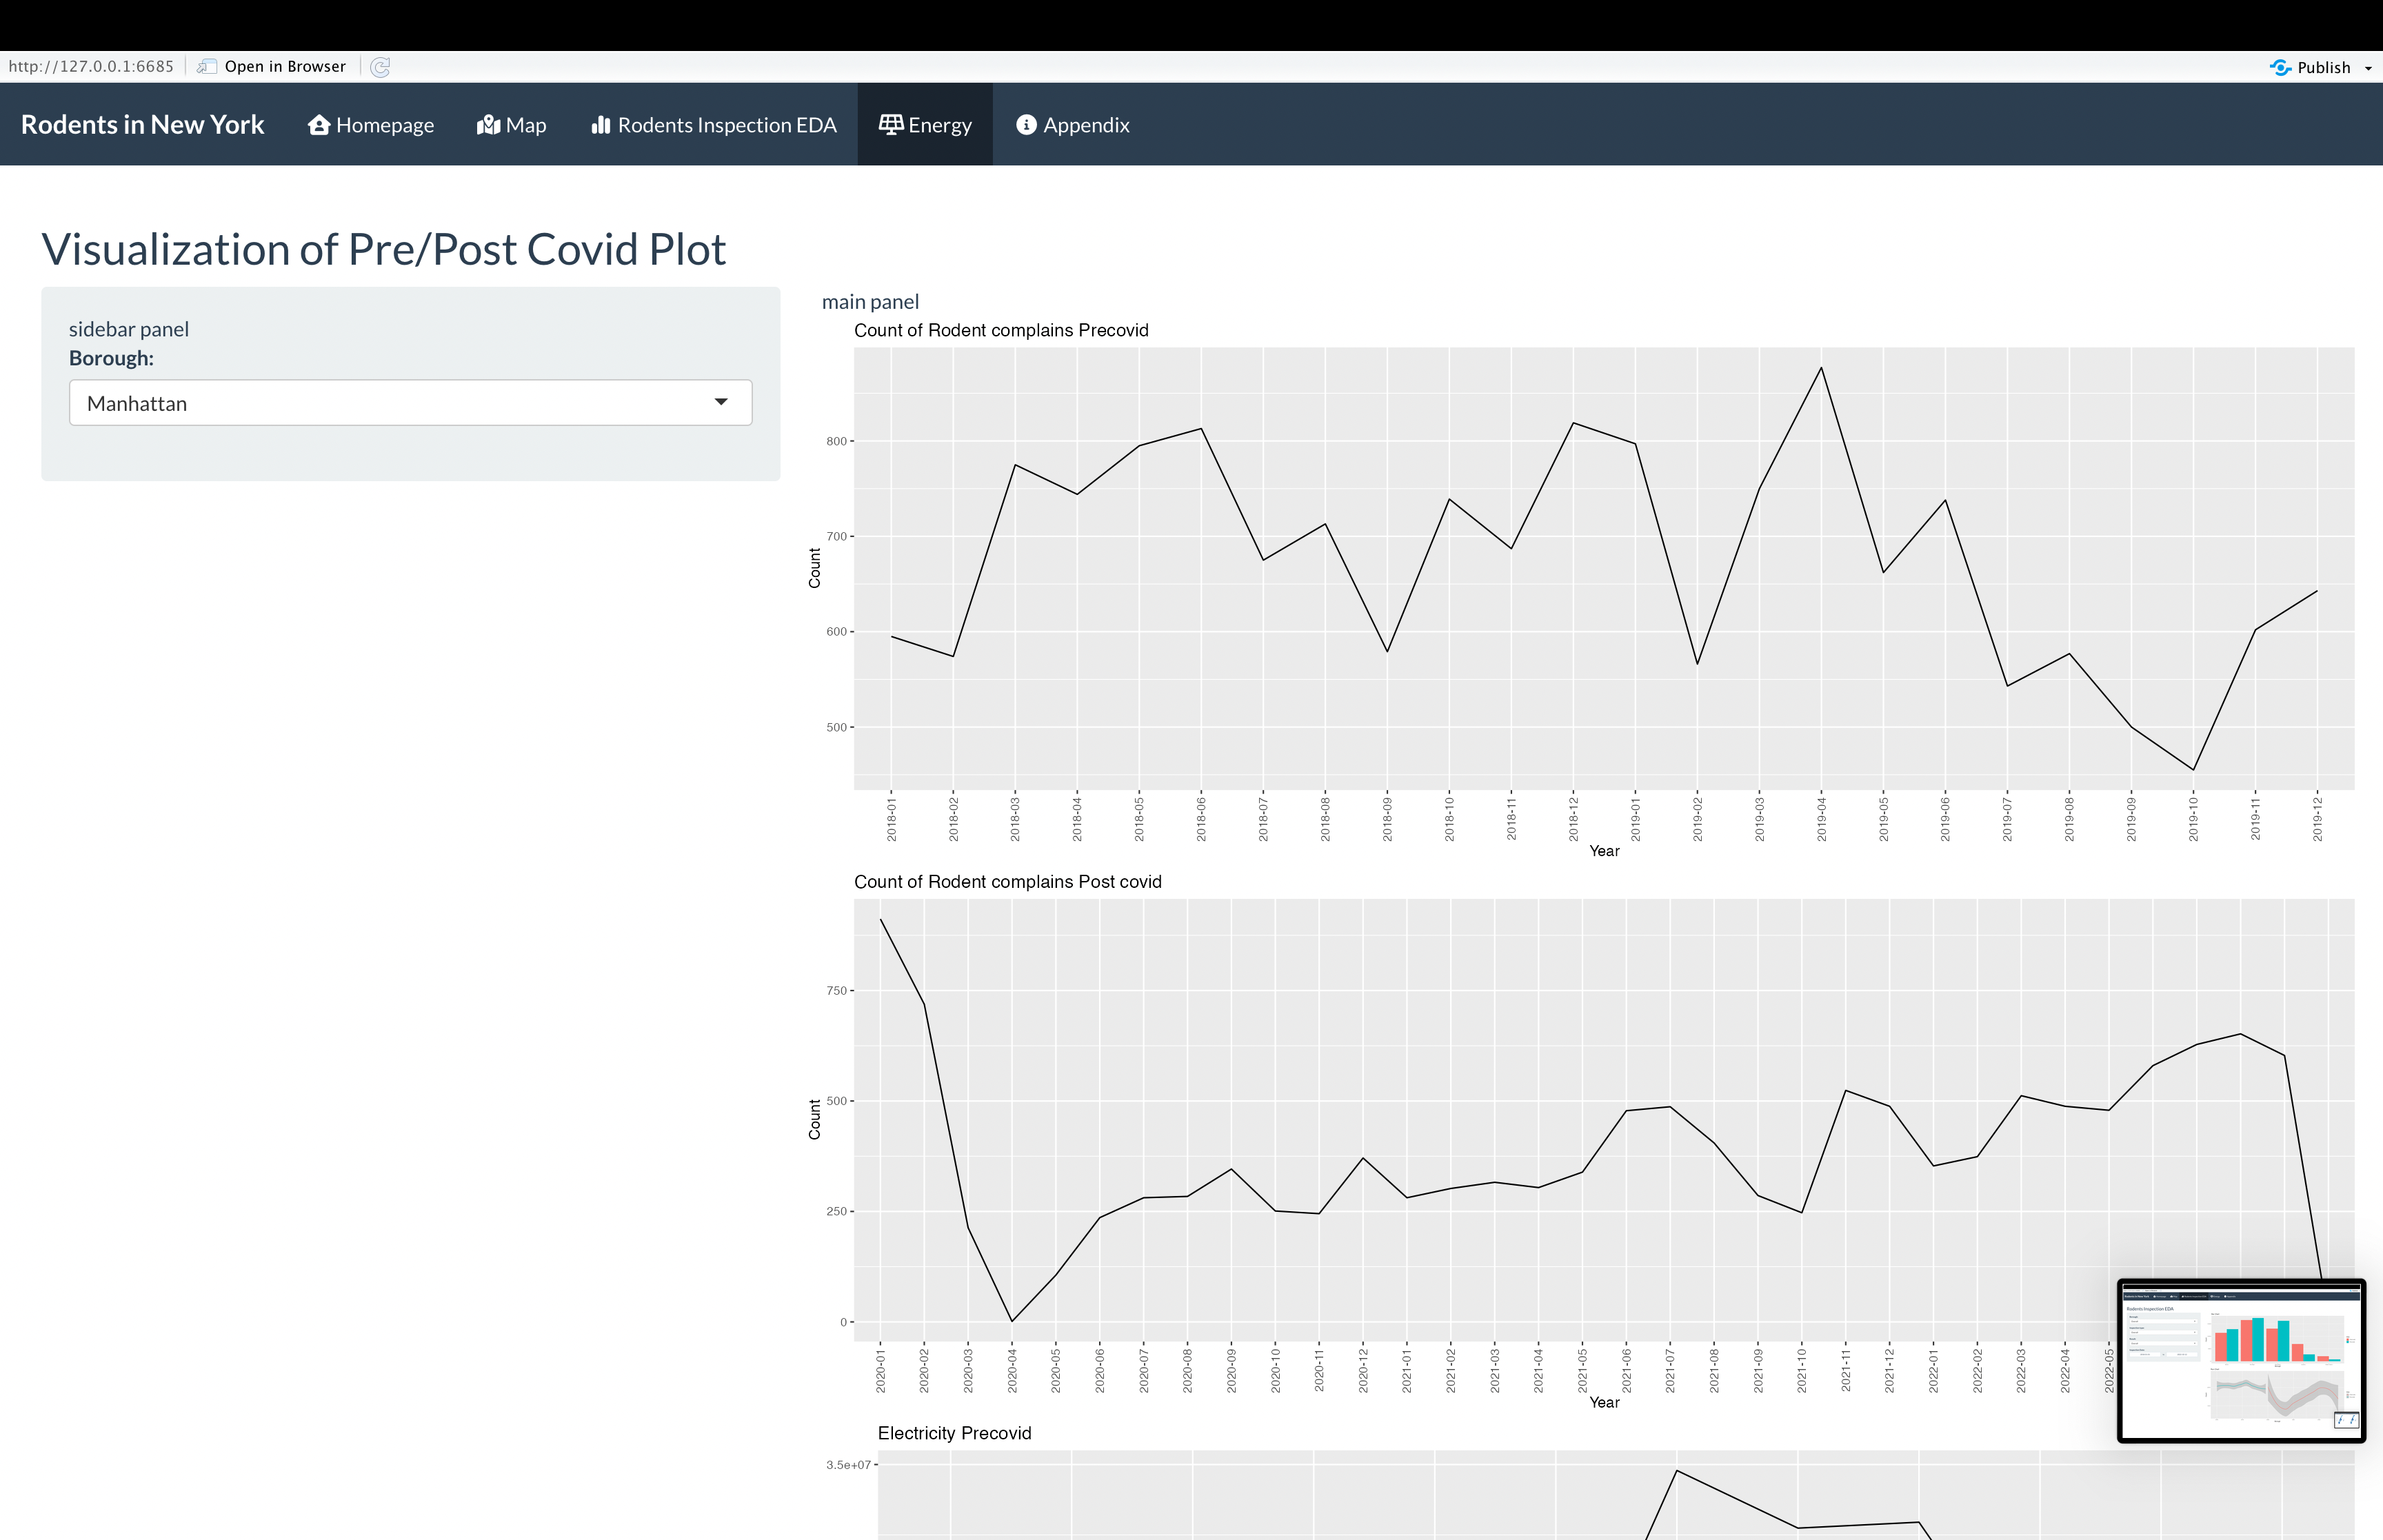 http://127.0.0.1:6685 Open in Browser Publish
Rodents in New York Homepage Map Rodents Inspection EDA Energy Appendix
Visualization of Pre/Post Covid Plot
sidebar panel
Borough:
Manhattan
main panel
Count of Rodent complains Precovid
Count
800
700
600
500
2018-01 2018-02 2018-03 2018-04 2018-05 2018-06 2018-07 2018-08 2018-09 2018-10 2018-11 2018-12 2019-01 2019-02 2019-03 2019-04 2019-05 2019-06 2019-07 2019-08 2019-09 2019-10 2019-11 2019-12
Year
Count of Rodent complains Post covid
Count
750
500
250
0
2020-01 2020-02 2020-03 2020-04 2020-05 2020-06 2020-07 2020-08 2020-09 2020-10 2020-11 2020-12 2021-01 2021-02 2021-03 2021-04 2021-05 2021-06 2021-07 2021-08 2021-09 2021-10 2021-11 2021-12 2022-01 2022-02 2022-03 2022-04 2022-05
Year
Rodents Inspection EDA
Electricity Precovid
3.5e+07